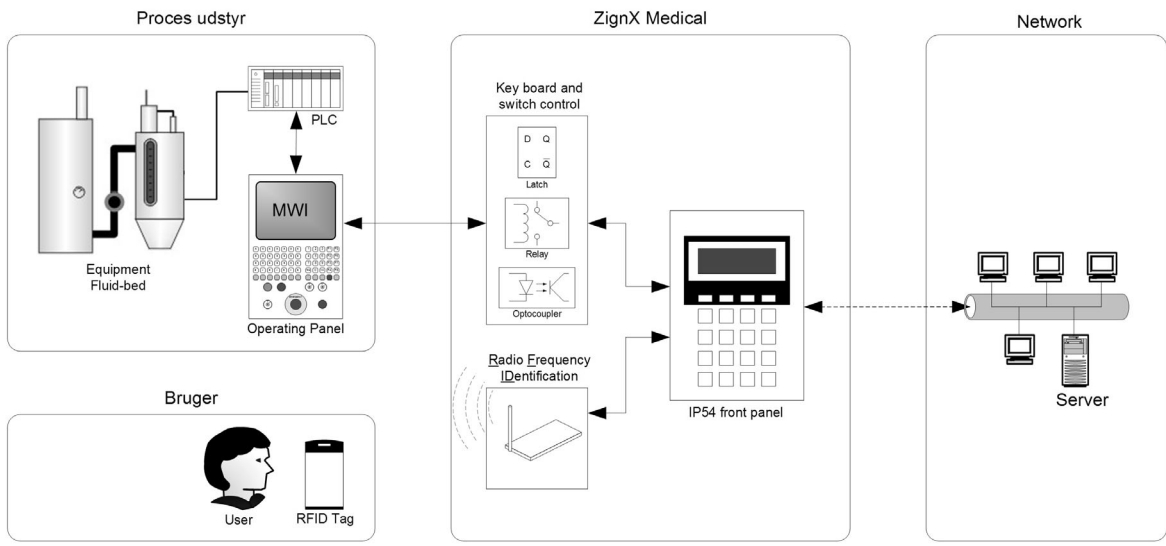 Proces udstyr
PLC
MWI
Equipment
Fluid-bed
Operating Panel
Bruger
User
RFID Tag
ZignX Medical
Key board and
switch control
D Q
C Q̅
Latch
Relay
Optocoupler
Radio Frequency
IDentification
IP54 front panel
Network
Server